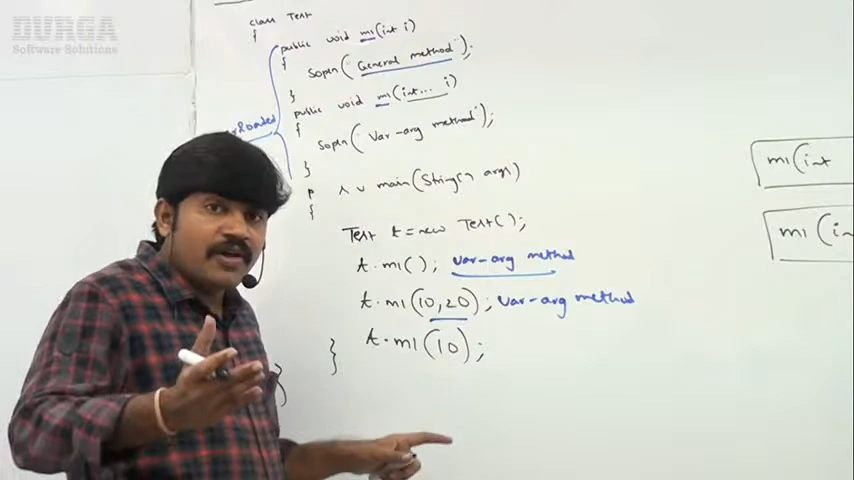 DURGA
Software Solutions
class Test
{
public void m1(int i)
{
Sopln("General method");
}
public void m1(int... i)
{
Sopln("Var-arg method");
}
p s v main(String[] args)
{
Test t = new Test();
t.m1(); var-arg method
t.m1(10,20); var-arg method
t.m1(10);
}
}
m1(int
m1(in